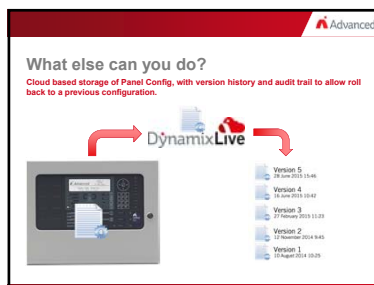 Advanced
What else can you do?
Cloud based storage of Panel Config, with version history and audit trail to allow roll
back to a previous configuration.
DynamixLive
Version 5
28 June 2015 15:46
Version 4
16 June 2015 10:42
Version 3
27 February 2015 11:23
Version 2
12 November 2014 9:45
Version 1
10 August 2014 10:25